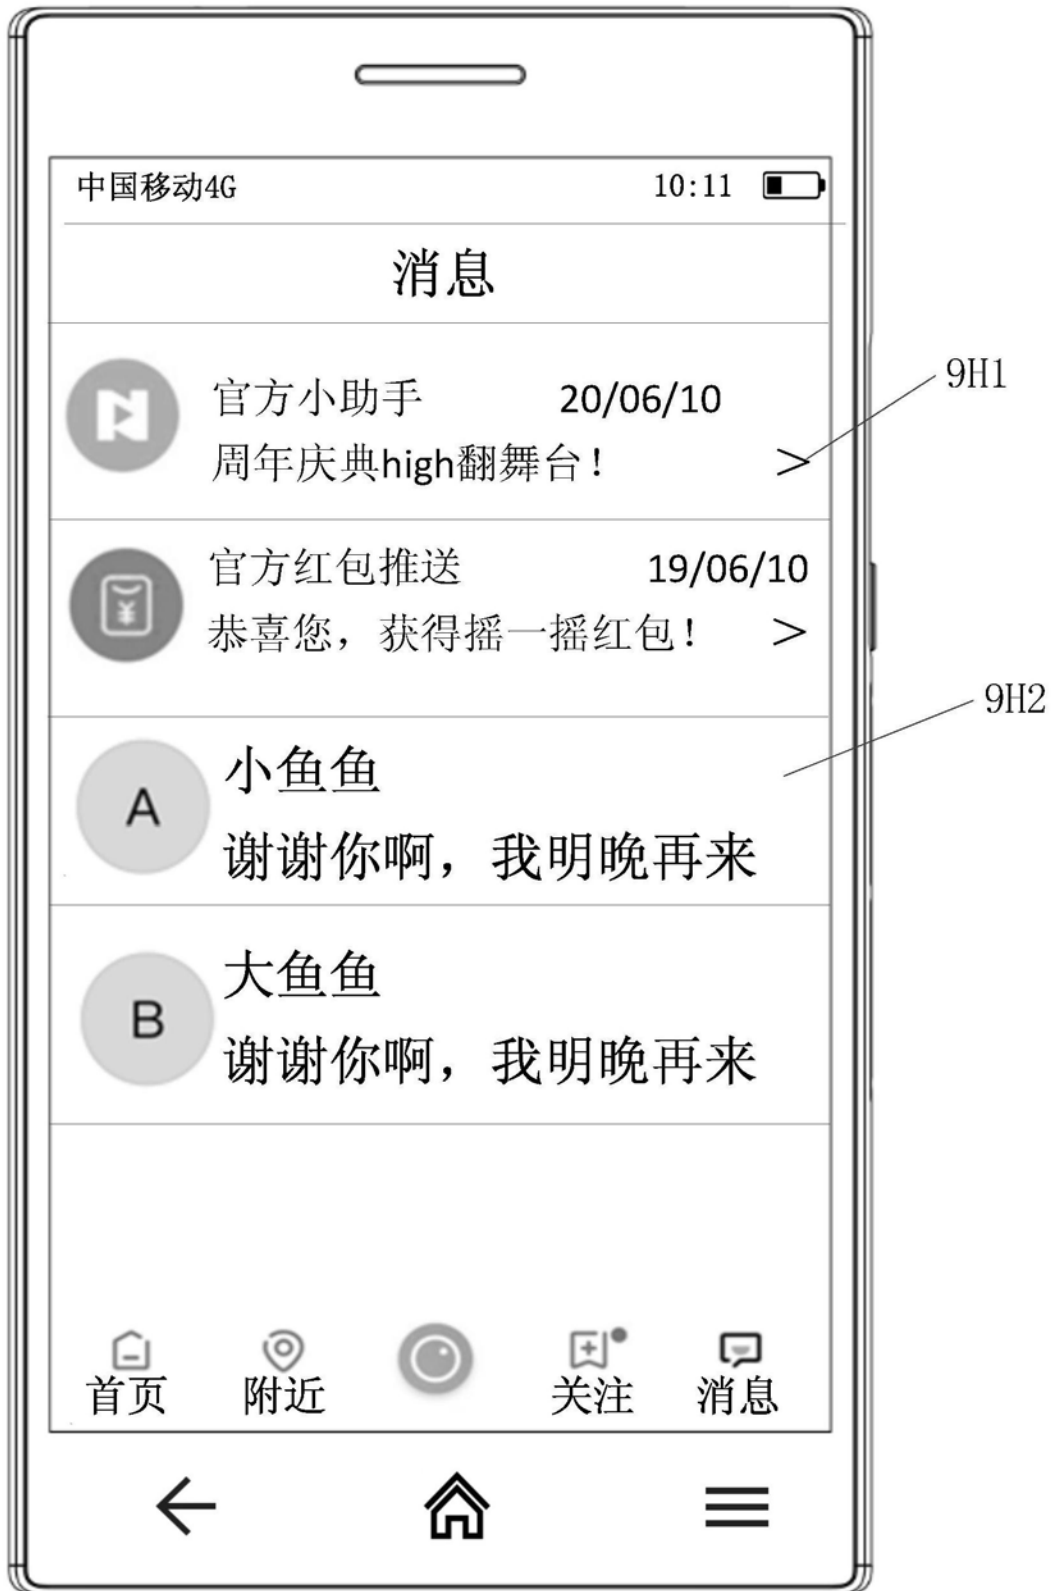 中国移动4G 10:11
消息
官方小助手 20/06/10
周年庆典high翻舞台！ >
9H1
官方红包推送 19/06/10
¥
恭喜您，获得摇一摇红包！ >
9H2
A
小鱼鱼
谢谢你啊，我明晚再来
B
大鱼鱼
谢谢你啊，我明晚再来
首页 附近 关注 消息